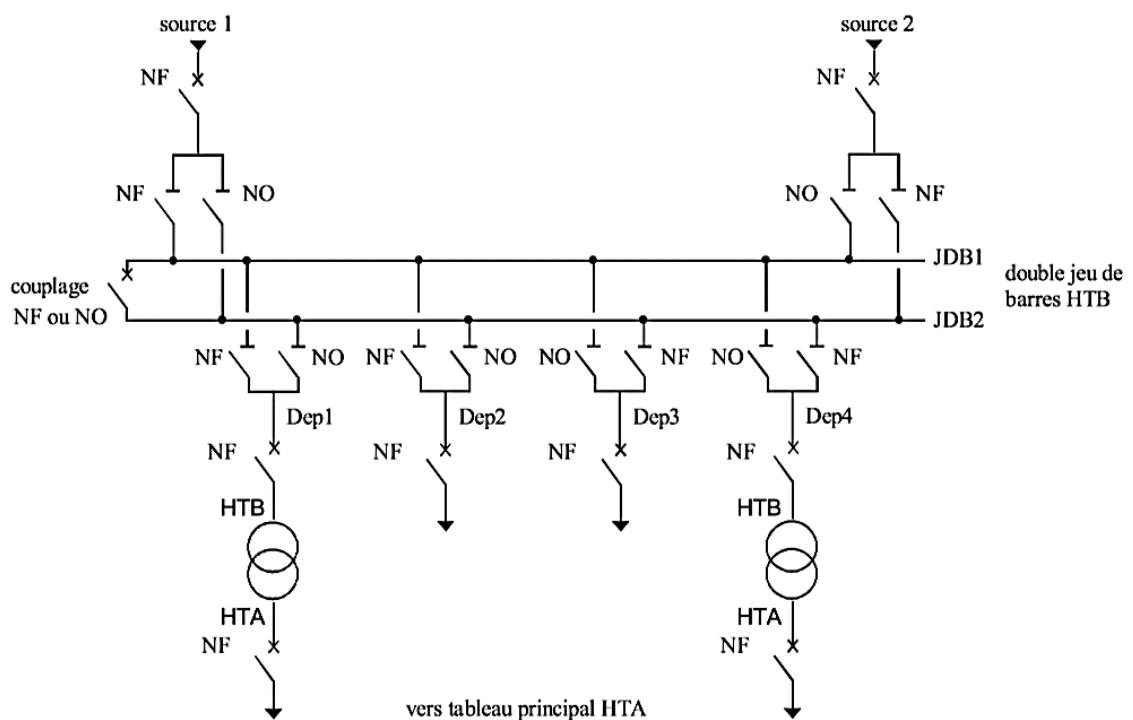 source 1
source 2
NF
NF
NF
NO
NO
NF
JDB1
couplage
NF ou NO
double jeu de
barres HTB
JDB2
NF
NO
NF
NO
NO
NF
NO
NF
Dep1
Dep2
Dep3
Dep4
NF
NF
NF
NF
HTB
HTB
HTA
HTA
NF
NF
vers tableau principal HTA